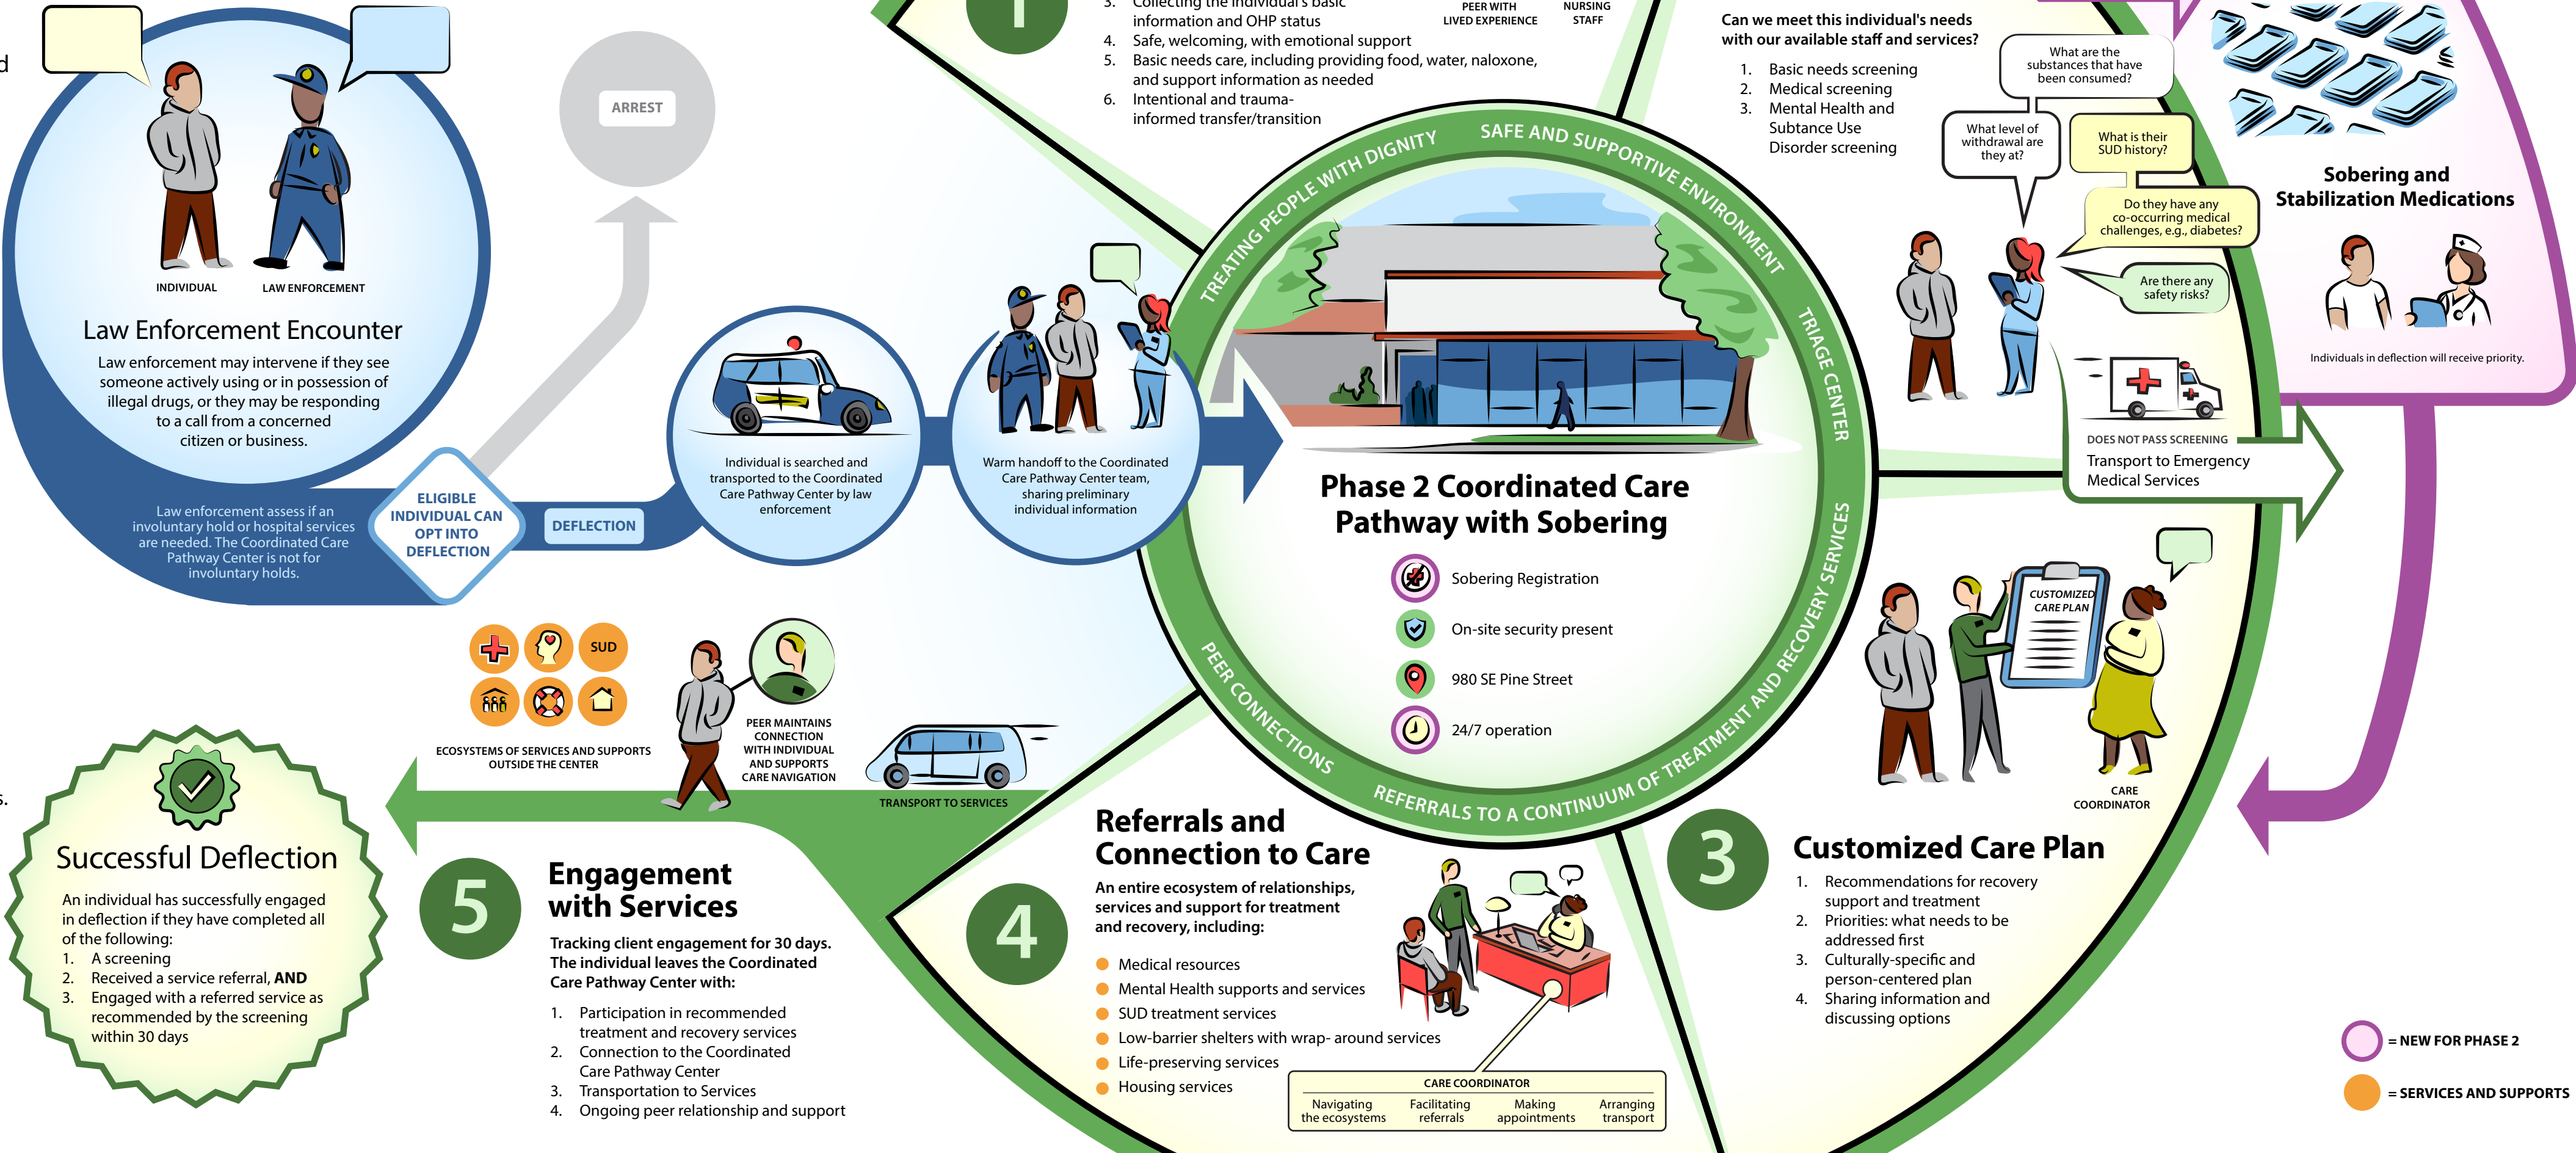 d
s.
INDIVIDUAL
LAW ENFORCEMENT
Law Enforcement Encounter
Law enforcement may intervene if they see
someone actively using or in possession of
illegal drugs, or they may be responding
to a call from a concerned
citizen or business.
Law enforcement assess if an
involuntary hold or hospital services
are needed. The Coordinated Care
Pathway Center is not for
involuntary holds.
ELIGIBLE
INDIVIDUAL CAN
OPT INTO
DEFLECTION
ARREST
DEFLECTION
Individual is searched and
transported to the Coordinated
Care Pathway Center by law
enforcement
Warm handoff to the Coordinated
Care Pathway Center team,
sharing preliminary
individual information
1
3. Collecting the individual's basic
information and OHP status
4. Safe, welcoming, with emotional support
5. Basic needs care, including providing food, water, naloxone,
and support information as needed
6. Intentional and trauma-
informed transfer/transition
PEER WITH
LIVED EXPERIENCE
NURSING
STAFF
Can we meet this individual's needs
with our available staff and services?
1. Basic needs screening
2. Medical screening
3. Mental Health and
Subtance Use
Disorder screening
What are the
substances that have
been consumed?
What level of
withdrawal are
they at?
What is their
SUD history?
Do they have any
co-occurring medical
challenges, e.g., diabetes?
Are there any
safety risks?
DOES NOT PASS SCREENING
Transport to Emergency
Medical Services
Sobering and
Stabilization Medications
Individuals in deflection will receive priority.
TREATING PEOPLE WITH DIGNITY
SAFE AND SUPPORTIVE ENVIRONMENT
TRIAGE CENTER
REFERRALS TO A CONTINUUM OF TREATMENT AND RECOVERY SERVICES
PEER CONNECTIONS
Phase 2 Coordinated Care
Pathway with Sobering
Sobering Registration
On-site security present
980 SE Pine Street
24/7 operation
CUSTOMIZED
CARE PLAN
CARE
COORDINATOR
3
Customized Care Plan
1. Recommendations for recovery
support and treatment
2. Priorities: what needs to be
addressed first
3. Culturally-specific and
person-centered plan
4. Sharing information and
discussing options
4
Referrals and
Connection to Care
An entire ecosystem of relationships,
services and support for treatment
and recovery, including:
Medical resources
Mental Health supports and services
SUD treatment services
Low-barrier shelters with wrap- around services
Life-preserving services
Housing services
CARE COORDINATOR
Navigating
the ecosystems
Facilitating
referrals
Making
appointments
Arranging
transport
SUD
ECOSYSTEMS OF SERVICES AND SUPPORTS
OUTSIDE THE CENTER
PEER MAINTAINS
CONNECTION
WITH INDIVIDUAL
AND SUPPORTS
CARE NAVIGATION
TRANSPORT TO SERVICES
5
Engagement
with Services
Tracking client engagement for 30 days.
The individual leaves the Coordinated
Care Pathway Center with:
1. Participation in recommended
treatment and recovery services
2. Connection to the Coordinated
Care Pathway Center
3. Transportation to Services
4. Ongoing peer relationship and support
Successful Deflection
An individual has successfully engaged
in deflection if they have completed all
of the following:
1. A screening
2. Received a service referral, AND
3. Engaged with a referred service as
recommended by the screening
within 30 days
= NEW FOR PHASE 2
= SERVICES AND SUPPORTS